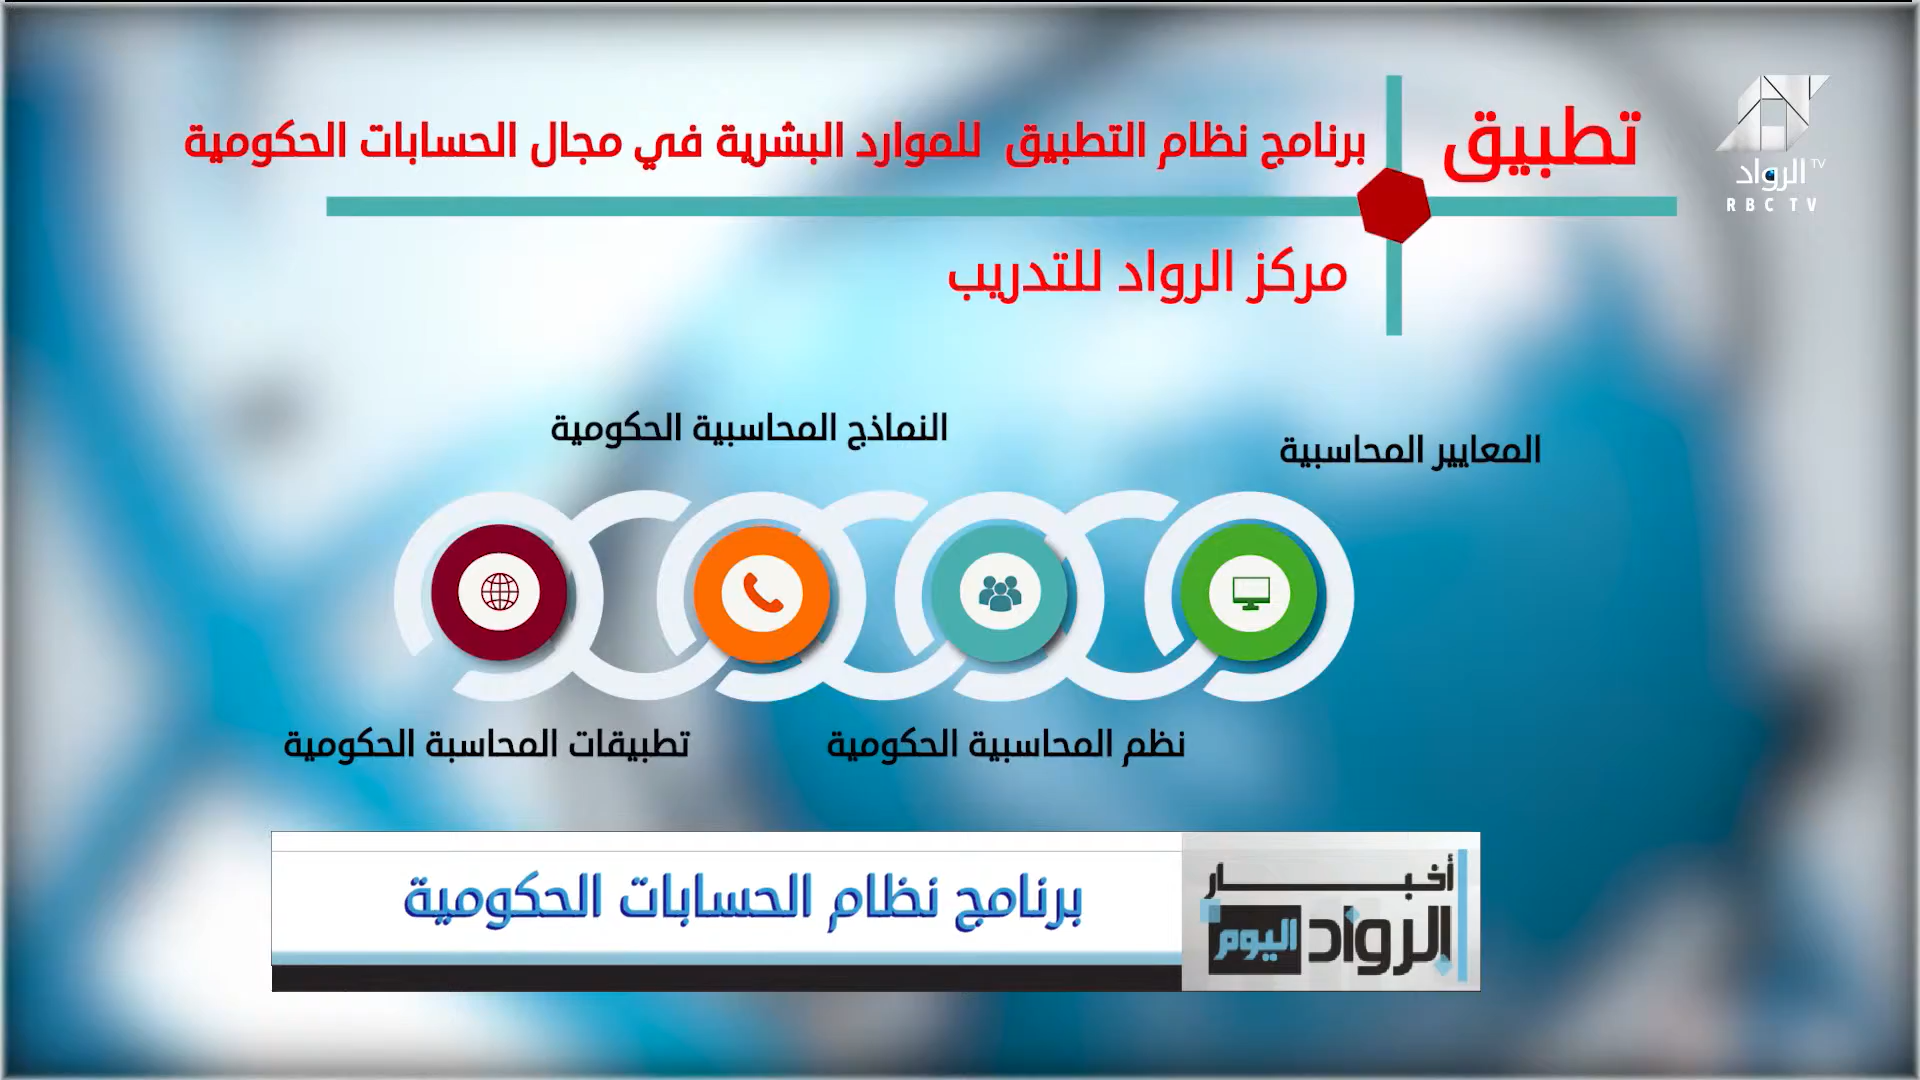 تطبيق
برنامج نظام التطبيق للموارد البشرية في مجال الحسابات الحكومية
الرواد TV
RBC TV
مركز الرواد للتدريب
المعايير المحاسبية
النماذج المحاسبية الحكومية
نظم المحاسبية الحكومية
تطبيقات المحاسبة الحكومية
أخبار
الرواد اليوم
برنامج نظام الحسابات الحكومية